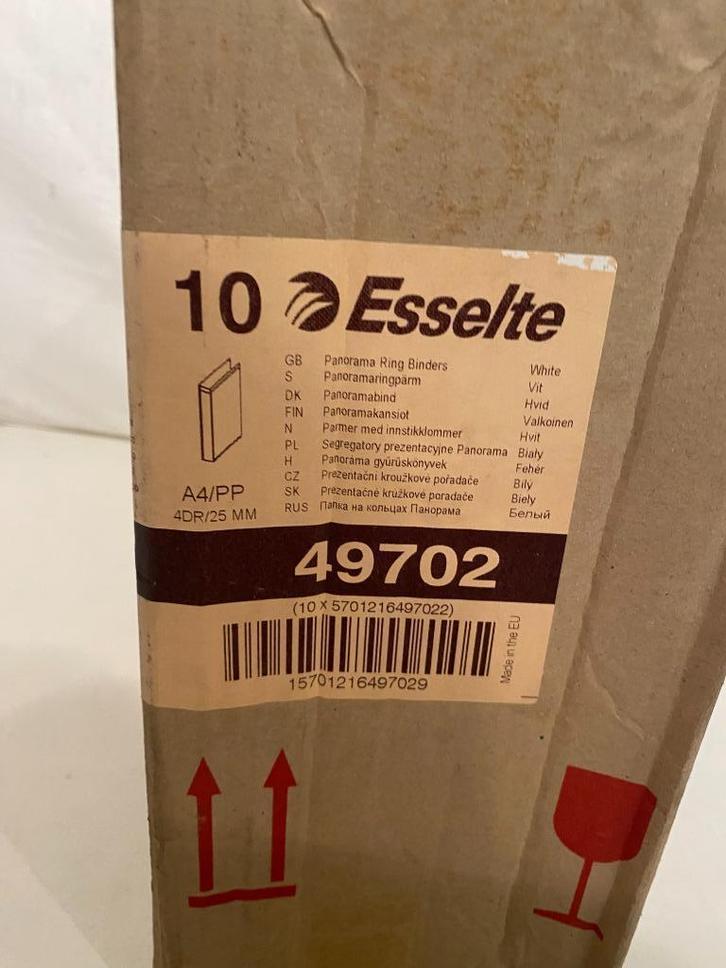 10 Esselte
GB Panorama Ring Binders White
S Panoramaringpärm Vit
DK Panoramabind Hvid
FIN Panoramakansiot Valkoinen
N Permer med innstikklommer Hvit
PL Segregatory prezentacyjne Panorama Biały
H Panoráma gyűrűskönyvek Fehér
CZ Prezentační kroužkové pořadače Bílý
SK Prezentačné krúžkové poradače Biely
RUS Папка на кольцах Панорама Белый
A4/PP
4DR/25 MM
49702
(10 x 5701216497022)
15701216497029
Made in the EU